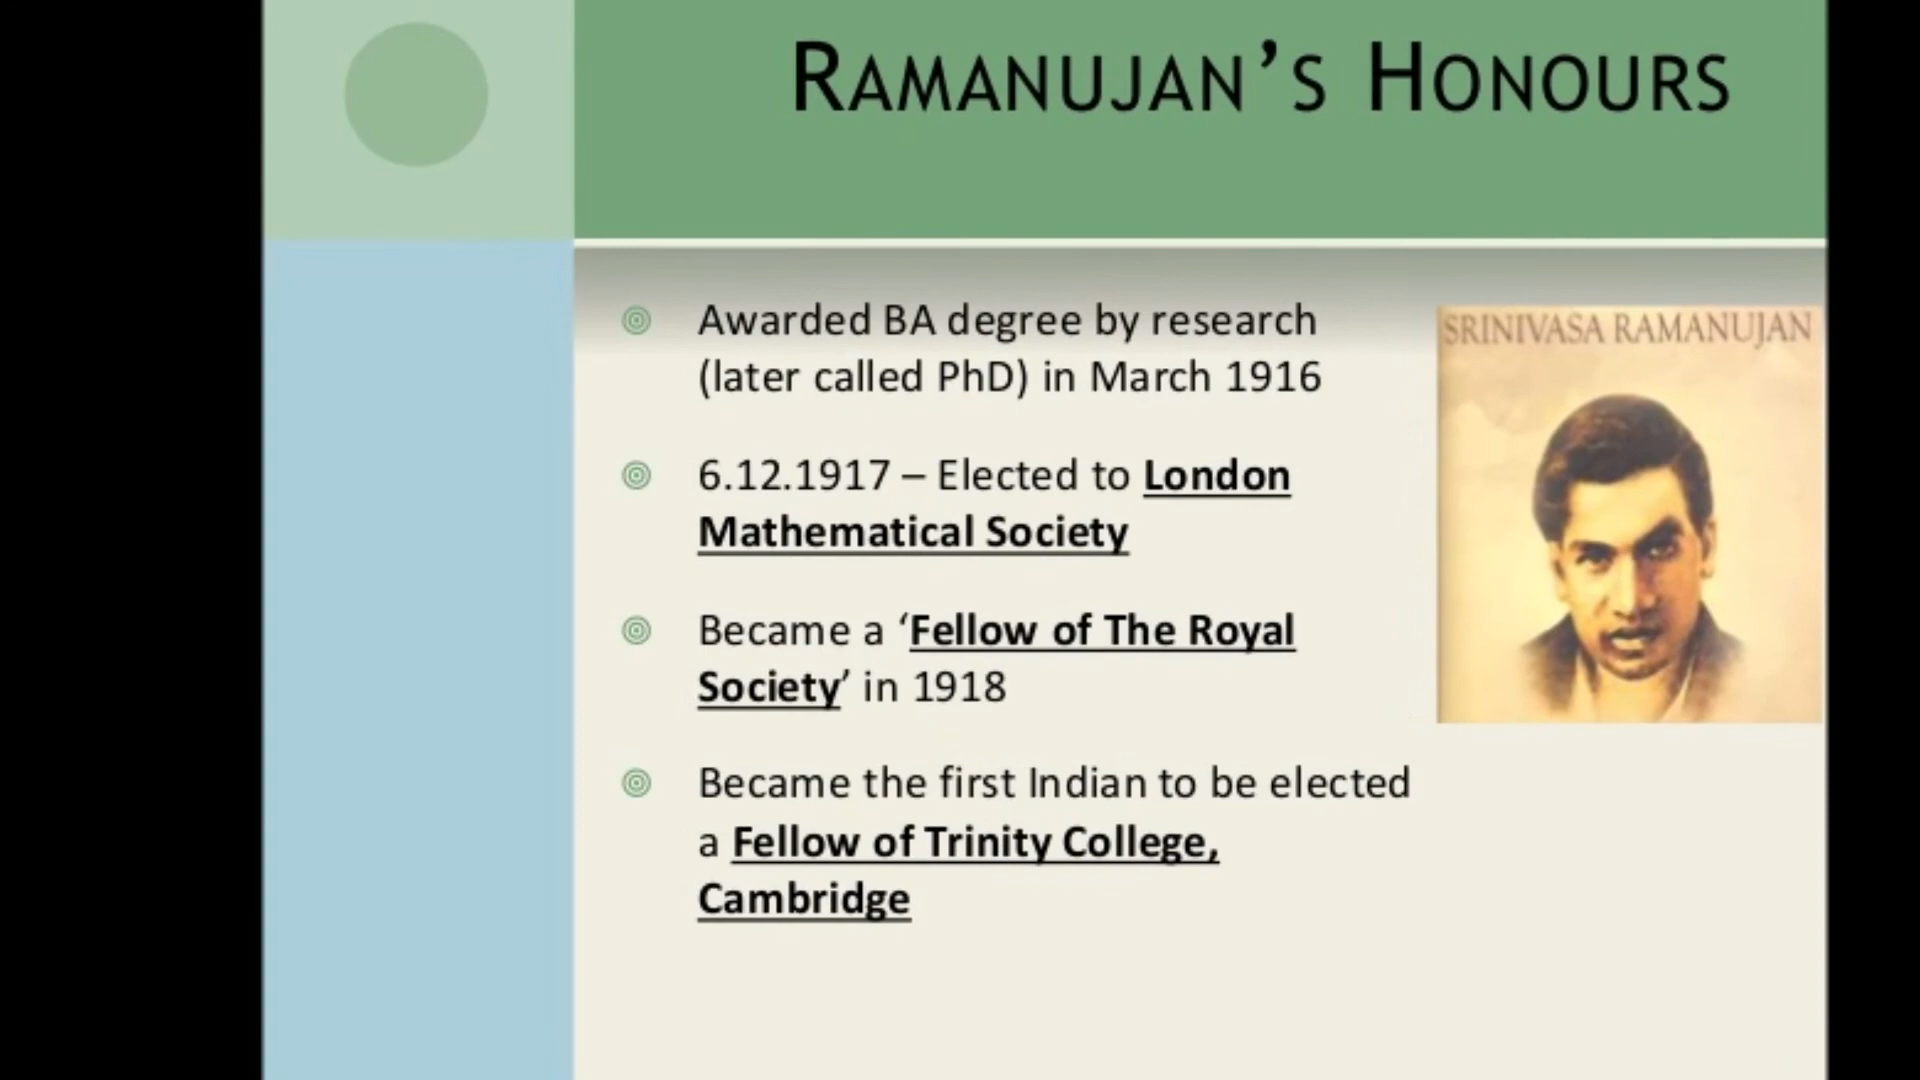 Ramanujan's Honours
Awarded BA degree by research
(later called PhD) in March 1916
6.12.1917 – Elected to London
Mathematical Society
Became a ‘Fellow of The Royal
Society’ in 1918
Became the first Indian to be elected
a Fellow of Trinity College,
Cambridge
SRINIVASA RAMANUJAN